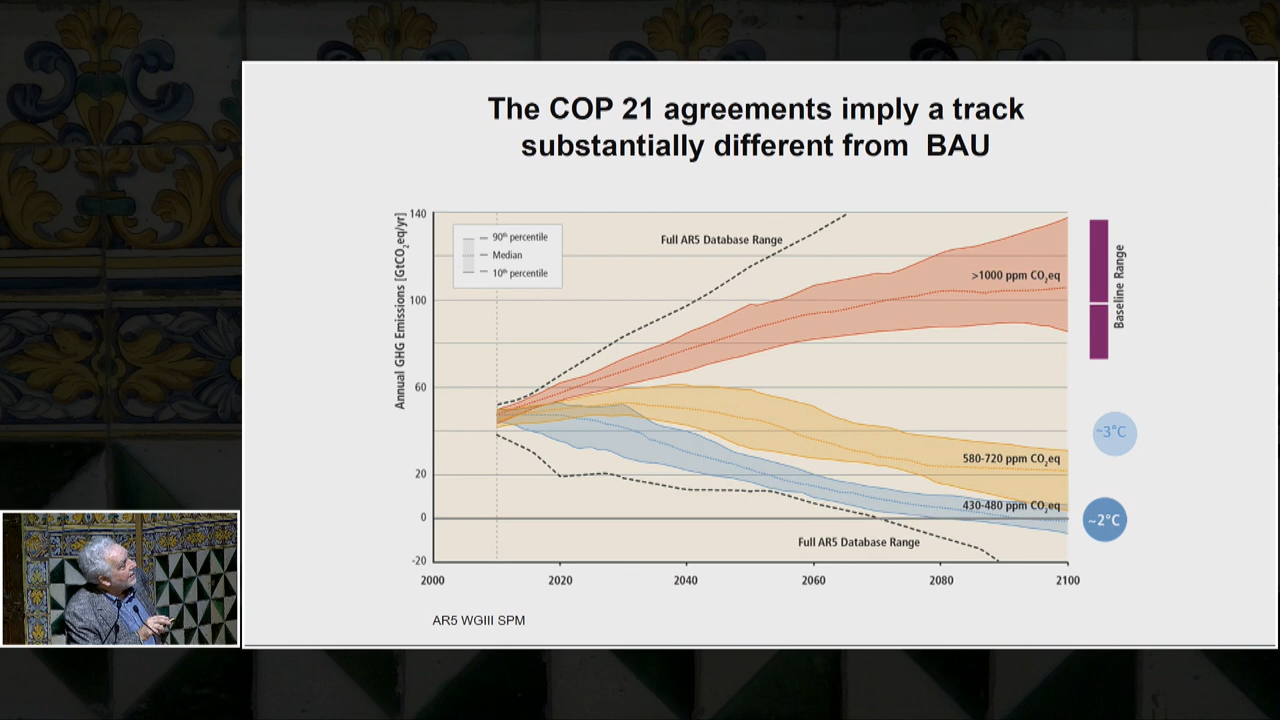 The COP 21 agreements imply a track
substantially different from BAU
Annual GHG Emissions [GtCO2eq/yr]
140
100
60
20
0
-20
90th percentile
Median
10th percentile
Full AR5 Database Range
>1000 ppm CO2eq
580-720 ppm CO2eq
430-480 ppm CO2eq
Full AR5 Database Range
Baseline Range
~3°C
~2°C
2000
2020
2040
2060
2080
2100
AR5 WGIII SPM